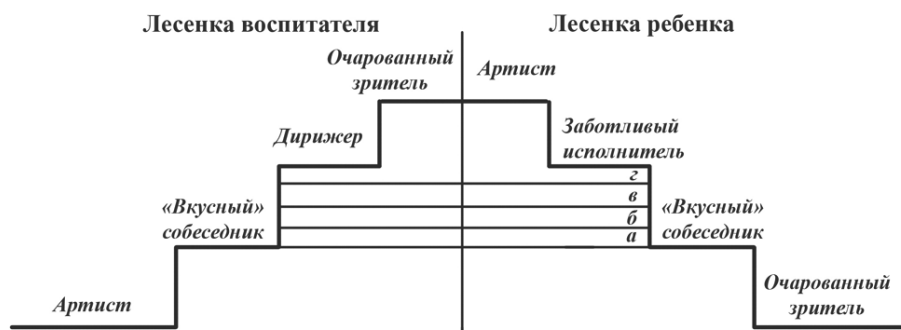 Лесенка воспитателя
Лесенка ребенка
Очарованный
зритель
Артист
Дирижер
Заботливый
исполнитель
г
в
б
а
«Вкусный»
собеседник
«Вкусный»
собеседник
Артист
Очарованный
зритель